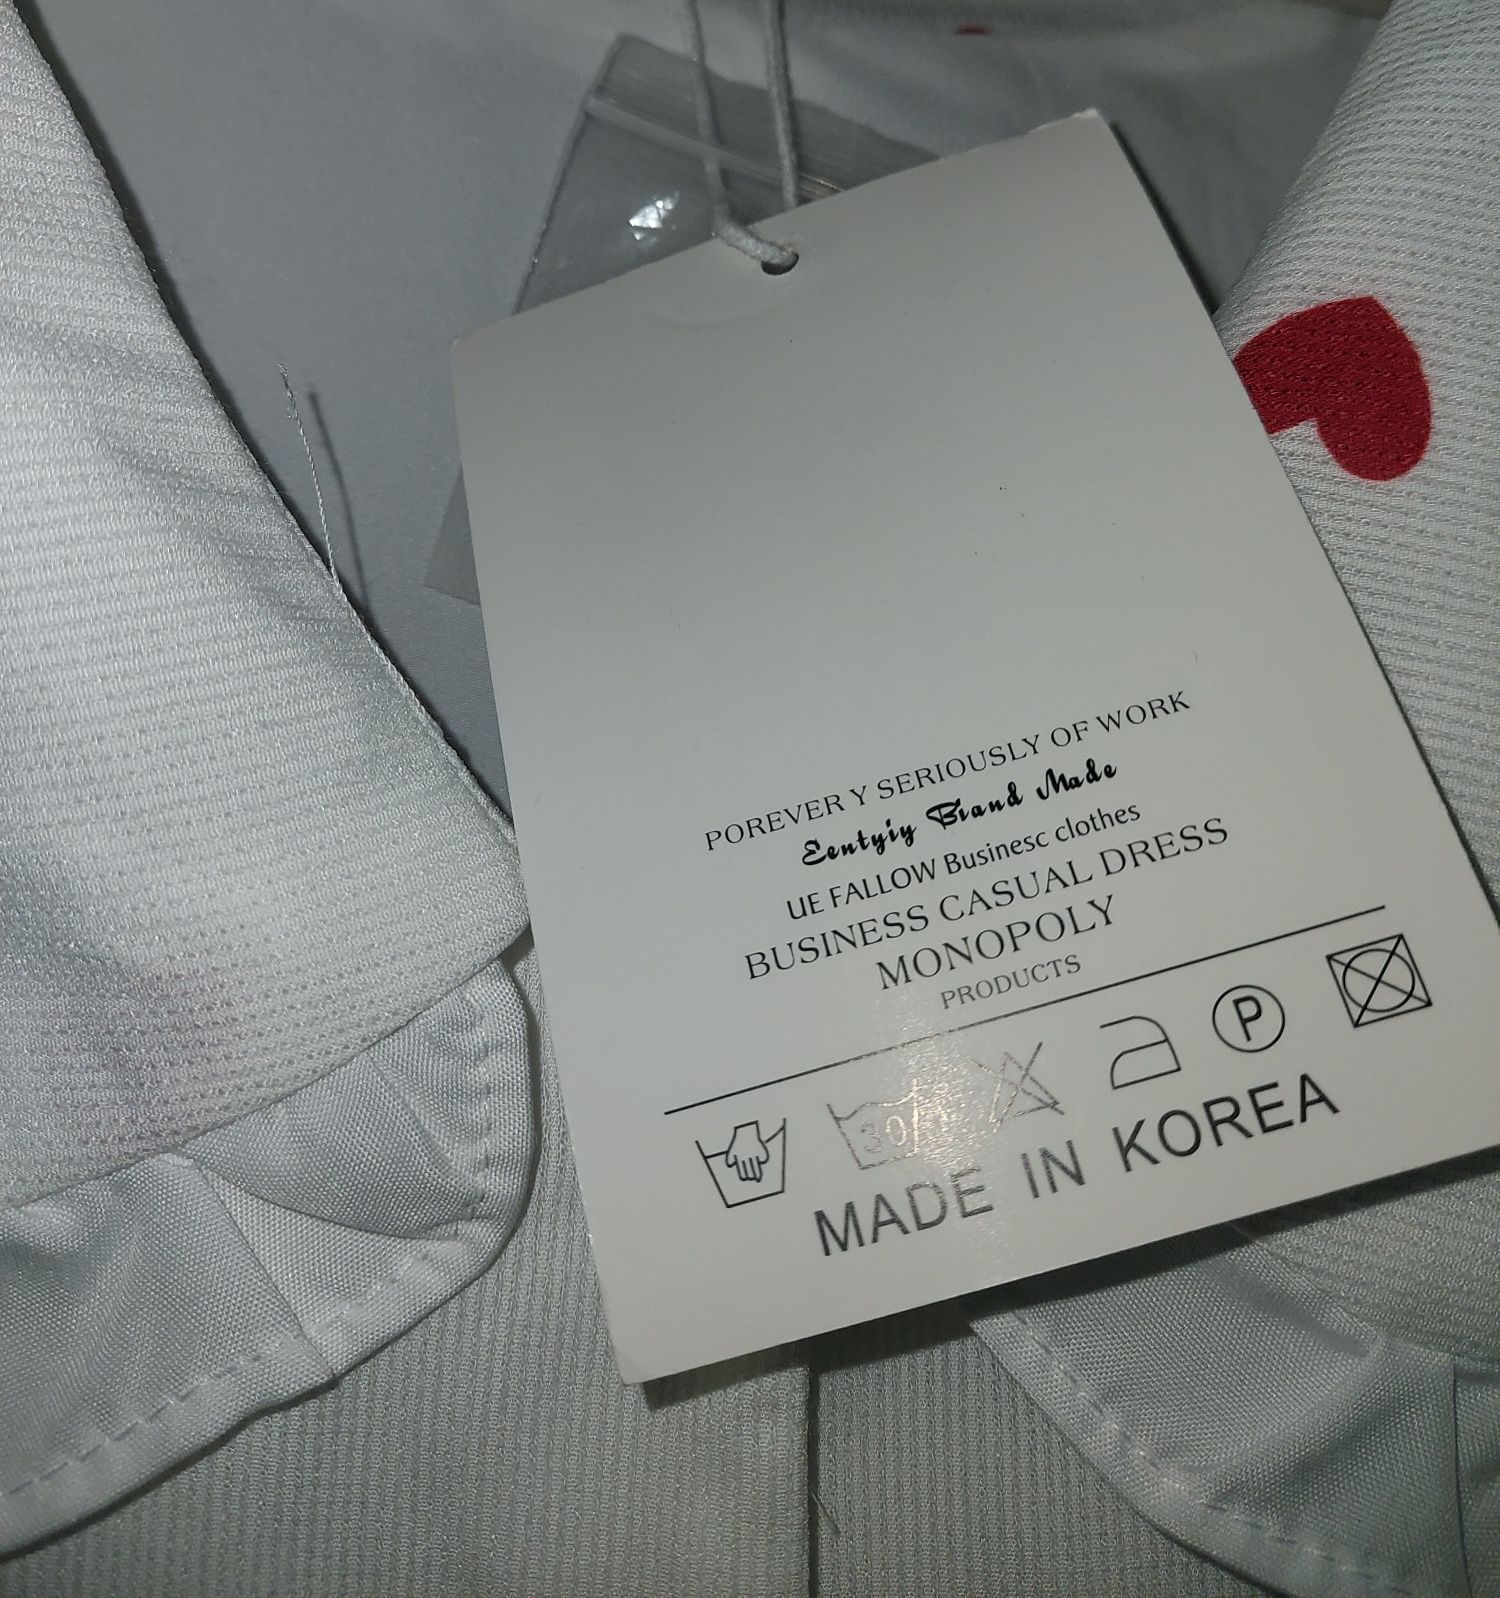 POREVER Y SERIOUSLY OF WORK
Eentyiy Biand Made
UE FALLOW Businesc clothes
BUSINESS CASUAL DRESS
MONOPOLY
PRODUCTS
30/ P
MADE IN KOREA